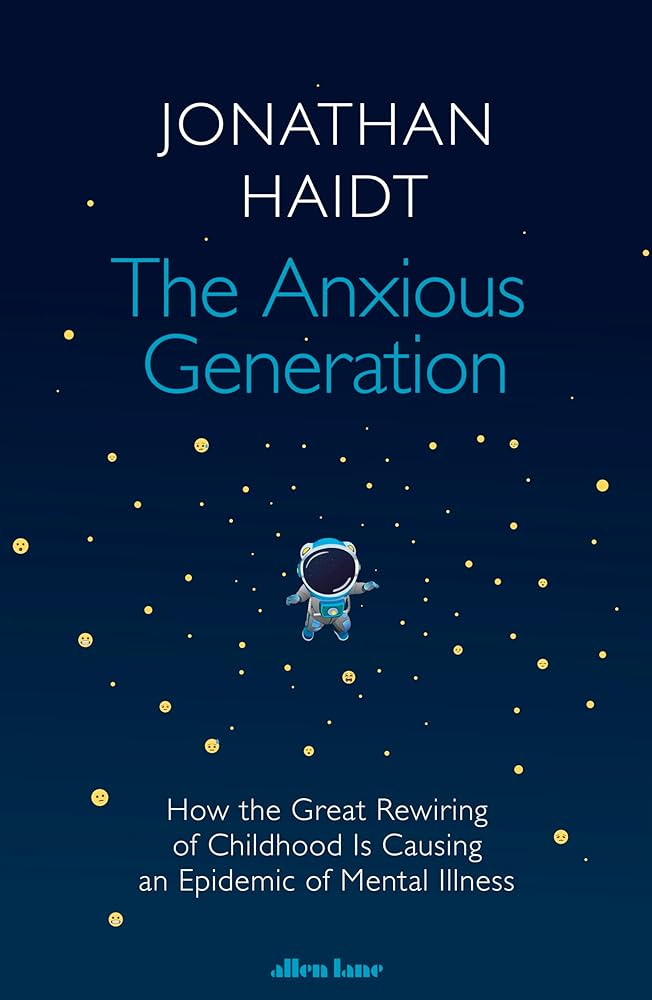 JONATHAN
HAIDT
The Anxious
Generation
How the Great Rewiring
of Childhood Is Causing
an Epidemic of Mental Illness
allen lane